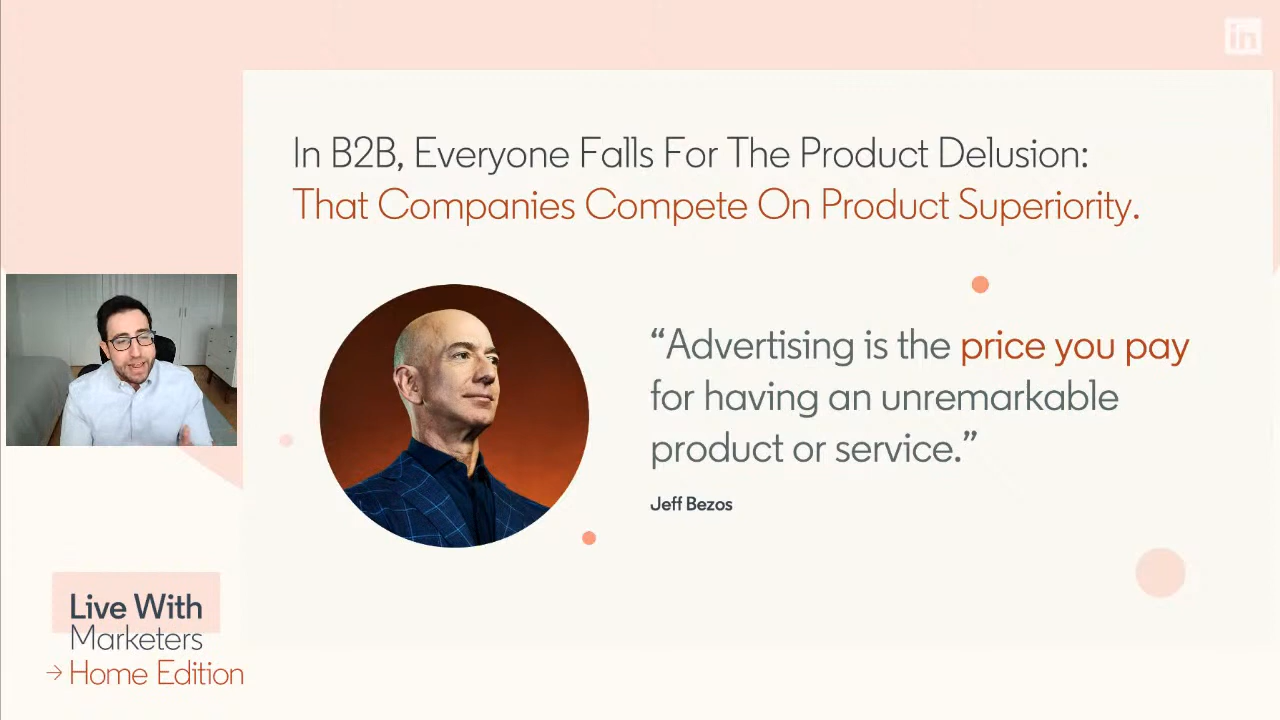 in
In B2B, Everyone Falls For The Product Delusion:
That Companies Compete On Product Superiority.
“Advertising is the price you pay
for having an unremarkable
product or service.”
Jeff Bezos
Live With
Marketers
→ Home Edition